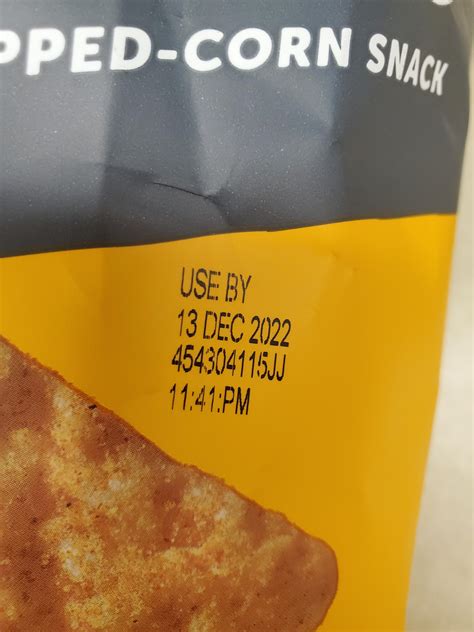 PPED-CORN SNACK
USE BY
13 DEC 2022
454304115JJ
11:41:PM